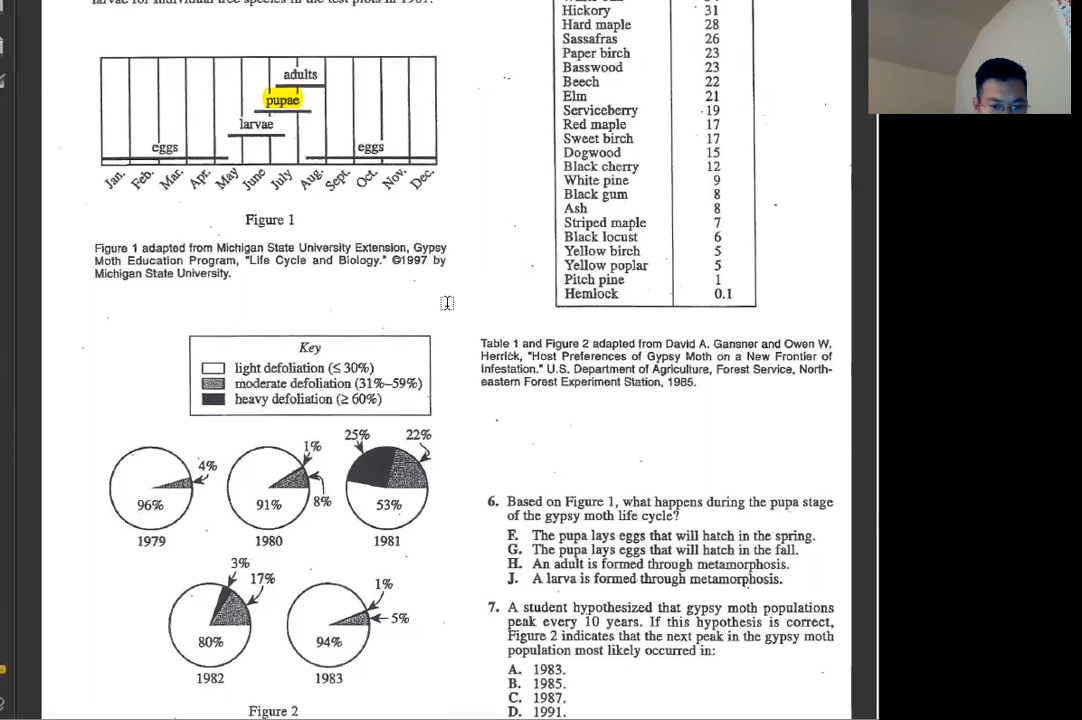 adults
pupae
larvae
eggs
eggs
Jan.
Feb.
Mar.
Apr.
May
June
July
Aug.
Sept.
Oct.
Nov.
Dec.
Figure 1
Figure 1 adapted from Michigan State University Extension, Gypsy
Moth Education Program, "Life Cycle and Biology." ©1997 by
Michigan State University.
Key
light defoliation (≤ 30%)
moderate defoliation (31%–59%)
heavy defoliation (≥ 60%)
4%
96%
1979
1%
8%
91%
1980
25%
22%
53%
1981
3%
17%
80%
1982
1%
5%
94%
1983
Figure 2
Hickory 31
Hard maple 28
Sassafras 26
Paper birch 23
Basswood 23
Beech 22
Elm 21
Serviceberry 19
Red maple 17
Sweet birch 17
Dogwood 15
Black cherry 12
White pine 9
Black gum 8
Ash 8
Striped maple 7
Black locust 6
Yellow birch 5
Yellow poplar 5
Pitch pine 1
Hemlock 0.1
Table 1 and Figure 2 adapted from David A. Gansner and Owen W.
Herrick, "Host Preferences of Gypsy Moth on a New Frontier of
Infestation." U.S. Department of Agriculture, Forest Service, North-
eastern Forest Experiment Station, 1985.
6. Based on Figure 1, what happens during the pupa stage
of the gypsy moth life cycle?
F. The pupa lays eggs that will hatch in the spring.
G. The pupa lays eggs that will hatch in the fall.
H. An adult is formed through metamorphosis.
J. A larva is formed through metamorphosis.
7. A student hypothesized that gypsy moth populations
peak every 10 years. If this hypothesis is correct,
Figure 2 indicates that the next peak in the gypsy moth
population most likely occurred in:
A. 1983.
B. 1985.
C. 1987.
D. 1991.